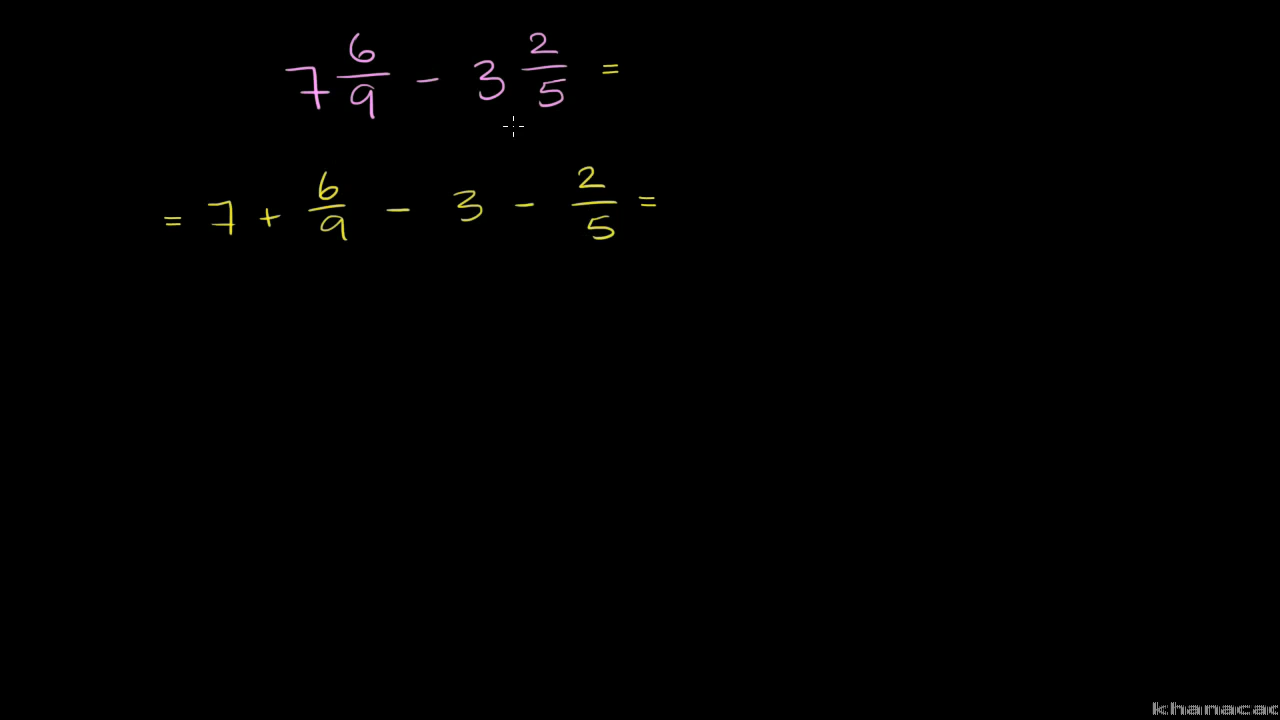 7 6/9 - 3 2/5 =
= 7 + 6/9 - 3 - 2/5 =
khanacad